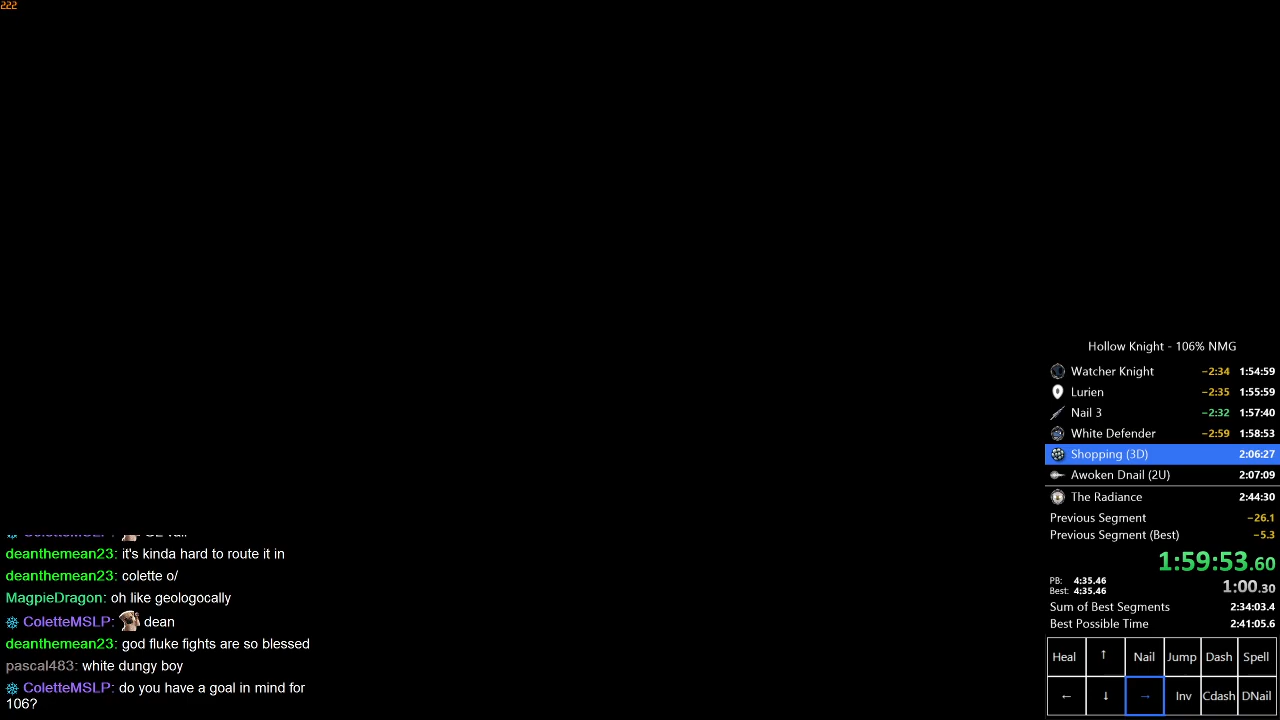 222
Hollow Knight - 106% NMG
Watcher Knight −2:34 1:54:59
Lurien −2:35 1:55:59
Nail 3 −2:32 1:57:40
White Defender −2:59 1:58:53
Shopping (3D) 2:06:27
Awoken Dnail (2U) 2:07:09
The Radiance 2:44:30
Previous Segment −26.1
Previous Segment (Best) −5.3
1:59:53.60
PB: 4:35.46
Best: 4:35.46
1:00.30
Sum of Best Segments 2:34:03.4
Best Possible Time 2:41:05.6
Heal ↑ Nail Jump Dash Spell
← ↓ → Inv Cdash DNail
deanthemean23: it's kinda hard to route it in
deanthemean23: colette o/
MagpieDragon: oh like geologocally
ColetteMSLP: dean
deanthemean23: god fluke fights are so blessed
pascal483: white dungy boy
ColetteMSLP: do you have a goal in mind for
106?